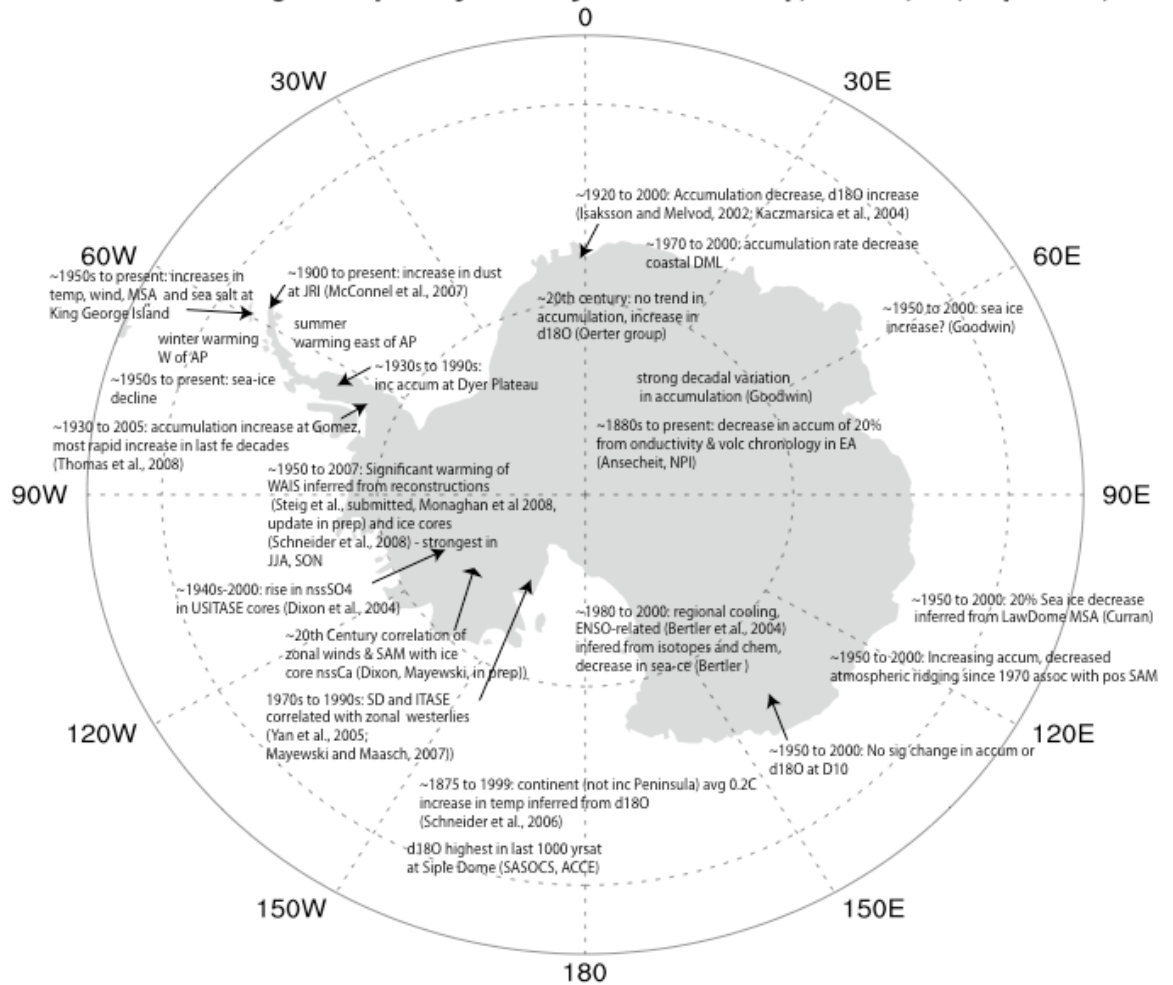 0
30W
30E
~1920 to 2000: Accumulation decrease, d18O increase
(Isaksson and Melvod, 2002; Kaczmarsica et al., 2004)
~1970 to 2000: accumulation rate decrease
coastal DML
60W
60E
~1950s to present: increases in
temp, wind, MSA and sea salt at
King George Island
~1900 to present: increase in dust
at JRI (McConnel et al., 2007)
~20th century: no trend in
accumulation, increase in
d18O (Oerter group)
~1950 to 2000: sea ice
increase? (Goodwin)
winter warming
W of AP
summer
warming east of AP
~1930s to 1990s:
inc accum at Dyer Plateau
~1950s to present: sea-ice
decline
strong decadal variation
in accumulation (Goodwin)
~1930 to 2005: accumulation increase at Gomez,
most rapid increase in last fe decades
(Thomas et al., 2008)
~1880s to present: decrease in accum of 20%
from onductivity & volc chronology in EA
(Ansecheit, NPI)
~1950 to 2007: Significant warming of
WAIS inferred from reconstructions
(Steig et al., submitted, Monaghan et al 2008,
update in prep) and ice cores
(Schneider et al., 2008) - strongest in
JJA, SON
90W
90E
~1940s-2000: rise in nssSO4
in USITASE cores (Dixon et al., 2004)
~20th Century correlation of
zonal winds & SAM with ice
core nssCa (Dixon, Mayewski, in prep))
1970s to 1990s: SD and ITASE
correlated with zonal westerlies
(Yan et al., 2005;
Mayewski and Maasch, 2007))
~1980 to 2000: regional cooling,
ENSO-related (Bertler et al., 2004)
infered from isotopes and chem,
decrease in sea-ce (Bertler )
~1950 to 2000: 20% Sea ice decrease
inferred from LawDome MSA (Curran)
~1950 to 2000: Increasing accum, decreased
atmospheric ridging since 1970 assoc with pos SAM
120W
120E
~1950 to 2000: No sig change in accum or
d18O at D10
~1875 to 1999: continent (not inc Peninsula) avg 0.2C
increase in temp inferred from d18O
(Schneider et al., 2006)
d18O highest in last 1000 yrsat
at Siple Dome (SASOCS, ACCE)
150W
150E
180